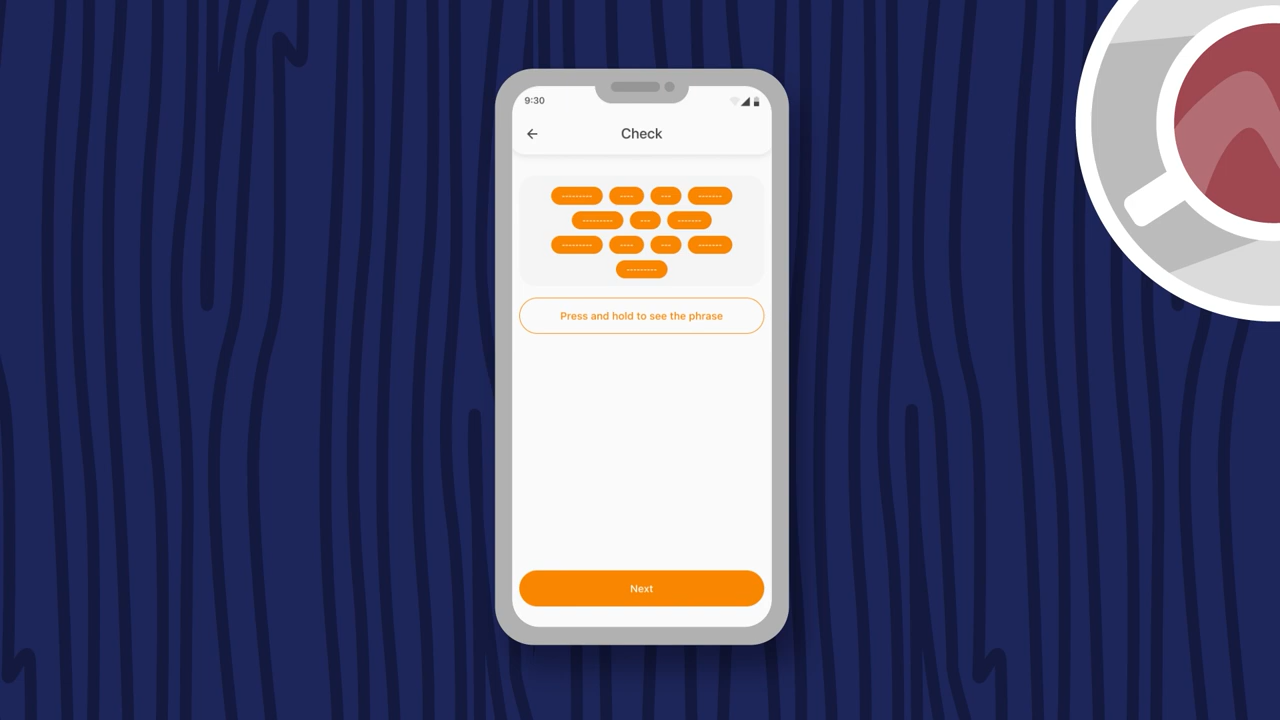 9:30
Check
--------- ---- --- -------
--------- --- -------
--------- ---- --- -------
---------
Press and hold to see the phrase
Next